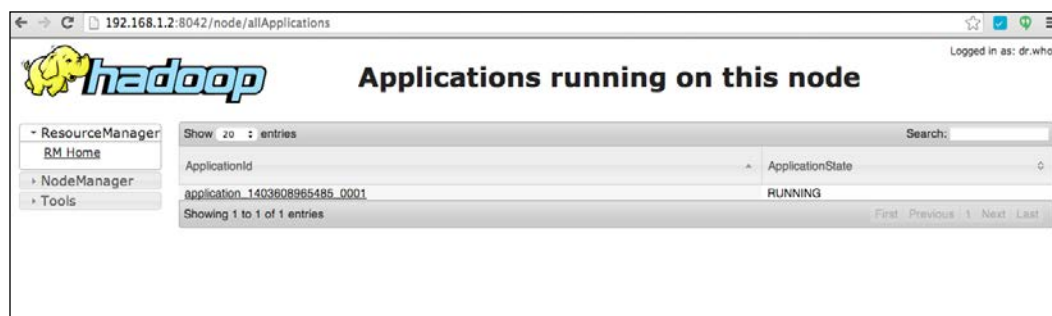 192.168.1.2:8042/node/allApplications
Logged in as: dr.who
hadoop
Applications running on this node
ResourceManager
RM Home
NodeManager
Tools
Show 20 entries
Search:
ApplicationId
ApplicationState
application_1403608965485_0001
RUNNING
Showing 1 to 1 of 1 entries
First Previous 1 Next Last